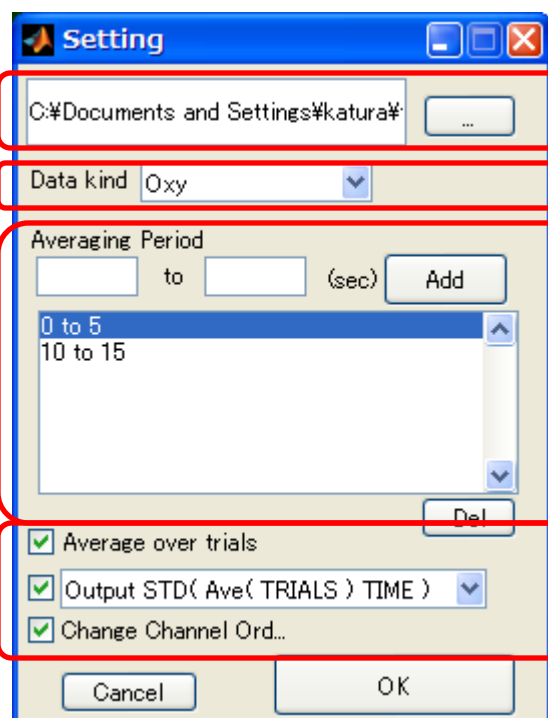 Setting
C:¥Documents and Settings¥katura¥
...
Data kind Oxy
Averaging Period
to (sec) Add
0 to 5
10 to 15
Del
Average over trials
Output STD( Ave( TRIALS ) TIME )
Change Channel Ord...
Cancel OK